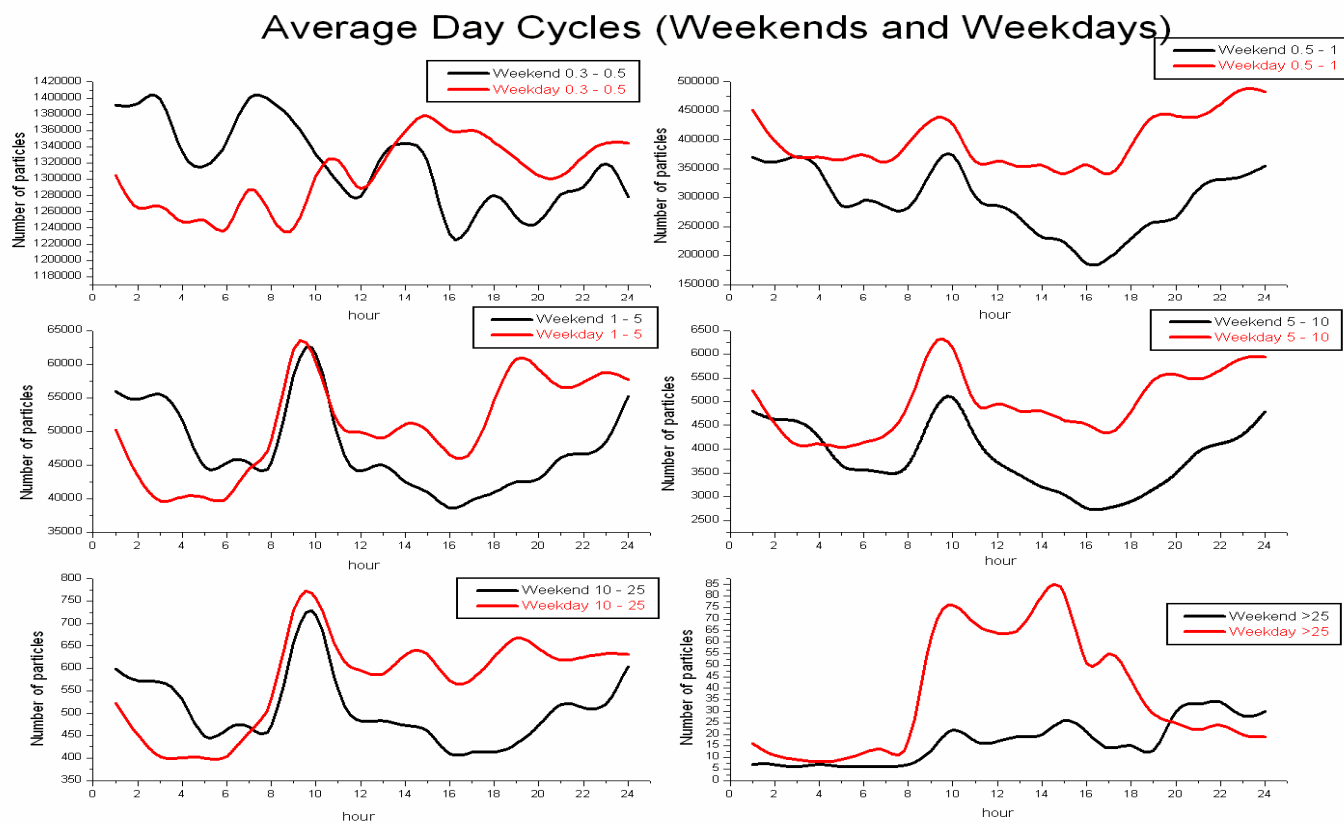 Average Day Cycles (Weekends and Weekdays)
Weekend 0.3 - 0.5
Weekday 0.3 - 0.5
Number of particles
1420000
1400000
1380000
1360000
1340000
1320000
1300000
1280000
1260000
1240000
1220000
1200000
1180000
0 2 4 6 8 10 12 14 16 18 20 22 24
hour
Weekend 0.5 - 1
Weekday 0.5 - 1
Number of particles
500000
450000
400000
350000
300000
250000
200000
150000
0 2 4 6 8 10 12 14 16 18 20 22 24
hour
Weekend 1 - 5
Weekday 1 - 5
Number of particles
65000
60000
55000
50000
45000
40000
35000
0 2 4 6 8 10 12 14 16 18 20 22 24
hour
Weekend 5 - 10
Weekday 5 - 10
Number of particles
6500
6000
5500
5000
4500
4000
3500
3000
2500
0 2 4 6 8 10 12 14 16 18 20 22 24
hour
Weekend 10 - 25
Weekday 10 - 25
Number of particles
800
750
700
650
600
550
500
450
400
350
0 2 4 6 8 10 12 14 16 18 20 22 24
hour
Weekend >25
Weekday >25
Number of particles
85
80
75
70
65
60
55
50
45
40
35
30
25
20
15
10
5
0
0 2 4 6 8 10 12 14 16 18 20 22 24
hour